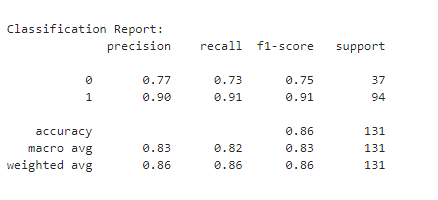 Classification Report:
precision recall f1-score support
0 0.77 0.73 0.75 37
1 0.90 0.91 0.91 94
accuracy 0.86 131
macro avg 0.83 0.82 0.83 131
weighted avg 0.86 0.86 0.86 131